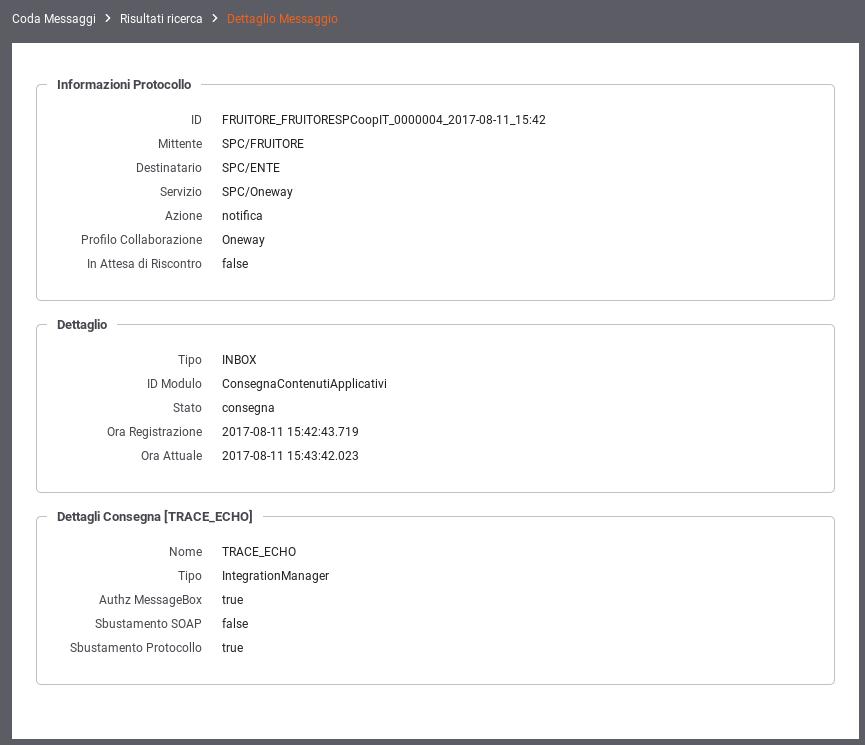 Coda Messaggi > Risultati ricerca > Dettaglio Messaggio
Informazioni Protocollo
ID FRUITORE_FRUITORESPCoopIT_0000004_2017-08-11_15:42
Mittente SPC/FRUITORE
Destinatario SPC/ENTE
Servizio SPC/Oneway
Azione notifica
Profilo Collaborazione Oneway
In Attesa di Riscontro false
Dettaglio
Tipo INBOX
ID Modulo ConsegnaContenutiApplicativi
Stato consegna
Ora Registrazione 2017-08-11 15:42:43.719
Ora Attuale 2017-08-11 15:43:42.023
Dettagli Consegna [TRACE_ECHO]
Nome TRACE_ECHO
Tipo IntegrationManager
Authz MessageBox true
Sbustamento SOAP false
Sbustamento Protocollo true